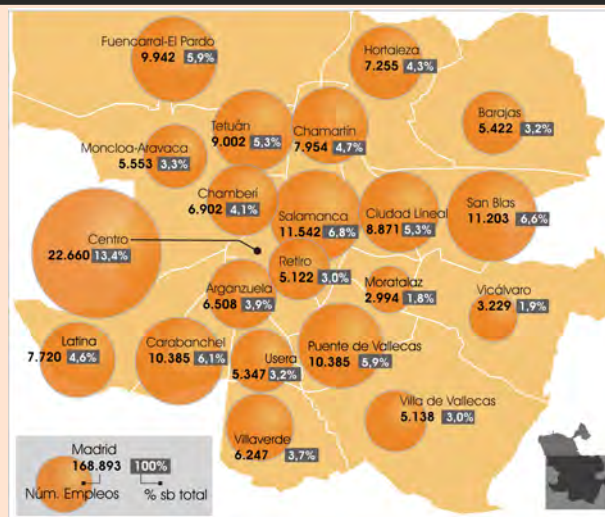 Fuencarral-El Pardo
9.942 5,9%
Hortaleza
7.255 4,3%
Barajas
5.422 3,2%
Tetuán
9.002 5,3%
Chamartín
7.954 4,7%
Moncloa-Aravaca
5.553 3,3%
Chamberí
6.902 4,1%
Salamanca
11.542 6,8%
Ciudad Lineal
8.871 5,3%
San Blas
11.203 6,6%
Centro
22.660 13,4%
Retiro
5.122 3,0%
Arganzuela
6.508 3,9%
Moratalaz
2.994 1,8%
Vicálvaro
3.229 1,9%
Latina
7.720 4,6%
Carabanchel
10.385 6,1%
Usera
5.347 3,2%
Puente de Vallecas
10.385 5,9%
Villa de Vallecas
5.138 3,0%
Villaverde
6.247 3,7%
Madrid
168.893 100%
Núm. Empleos % sb total